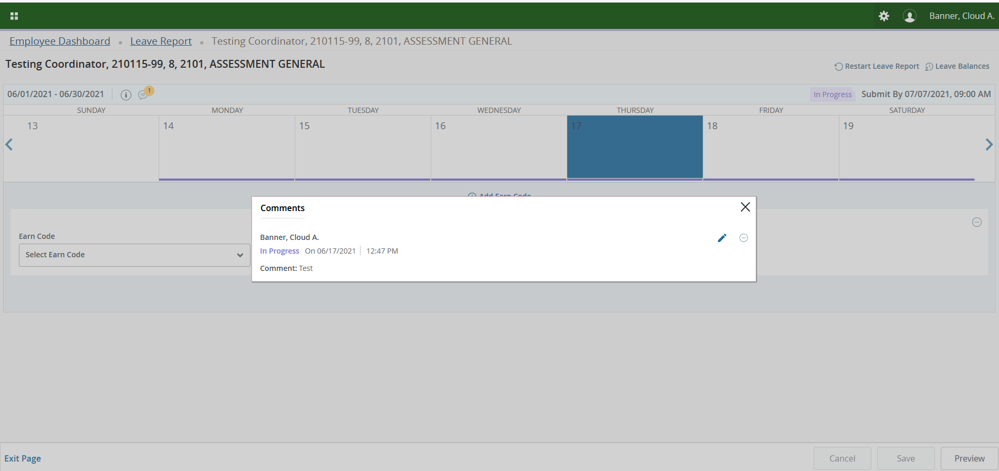 Banner, Cloud A.
Employee Dashboard • Leave Report • Testing Coordinator, 210115-99, 8, 2101, ASSESSMENT GENERAL
Testing Coordinator, 210115-99, 8, 2101, ASSESSMENT GENERAL
Restart Leave Report Leave Balances
06/01/2021 - 06/30/2021 1 In Progress Submit By 07/07/2021, 09:00 AM
SUNDAY MONDAY TUESDAY WEDNESDAY THURSDAY FRIDAY SATURDAY
13 14 15 16 17 18 19
Add Earn Code
Comments
Banner, Cloud A.
In Progress On 06/17/2021 12:47 PM
Comment: Test
Earn Code
Select Earn Code
Exit Page Cancel Save Preview